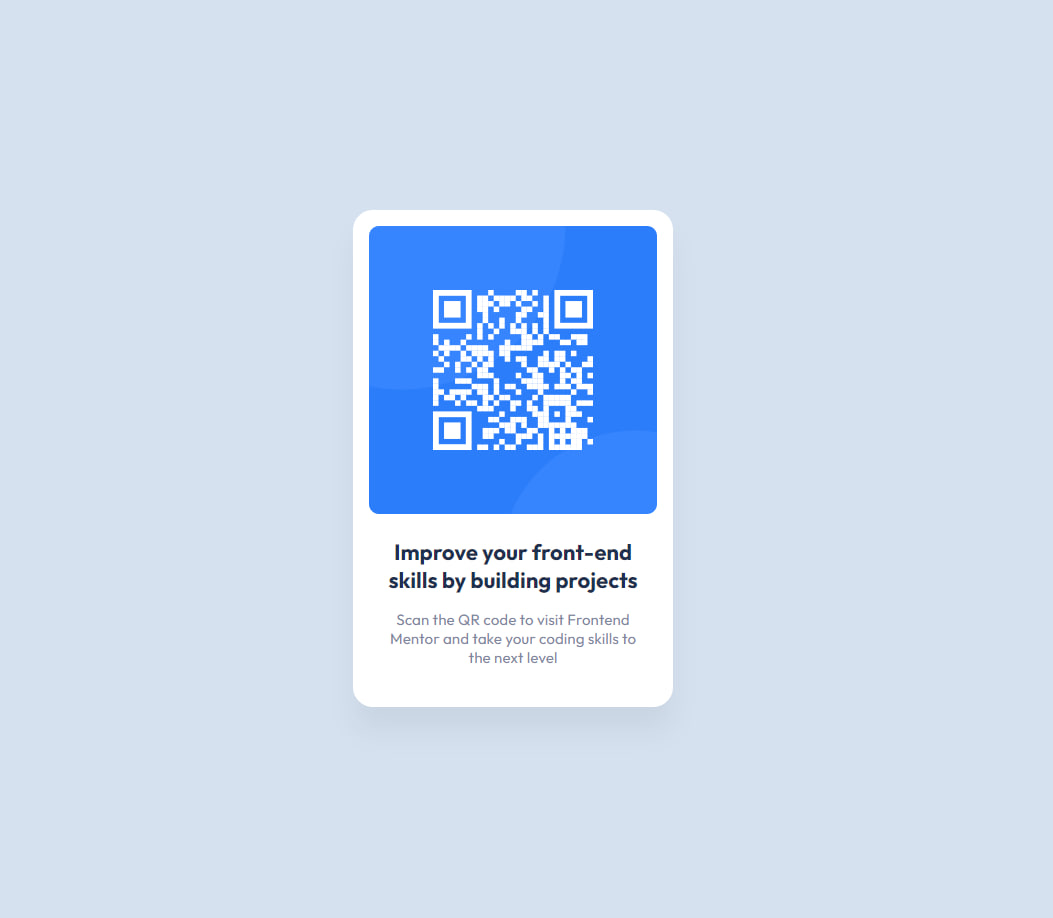 Improve your front-end
skills by building projects
Scan the QR code to visit Frontend
Mentor and take your coding skills to
the next level